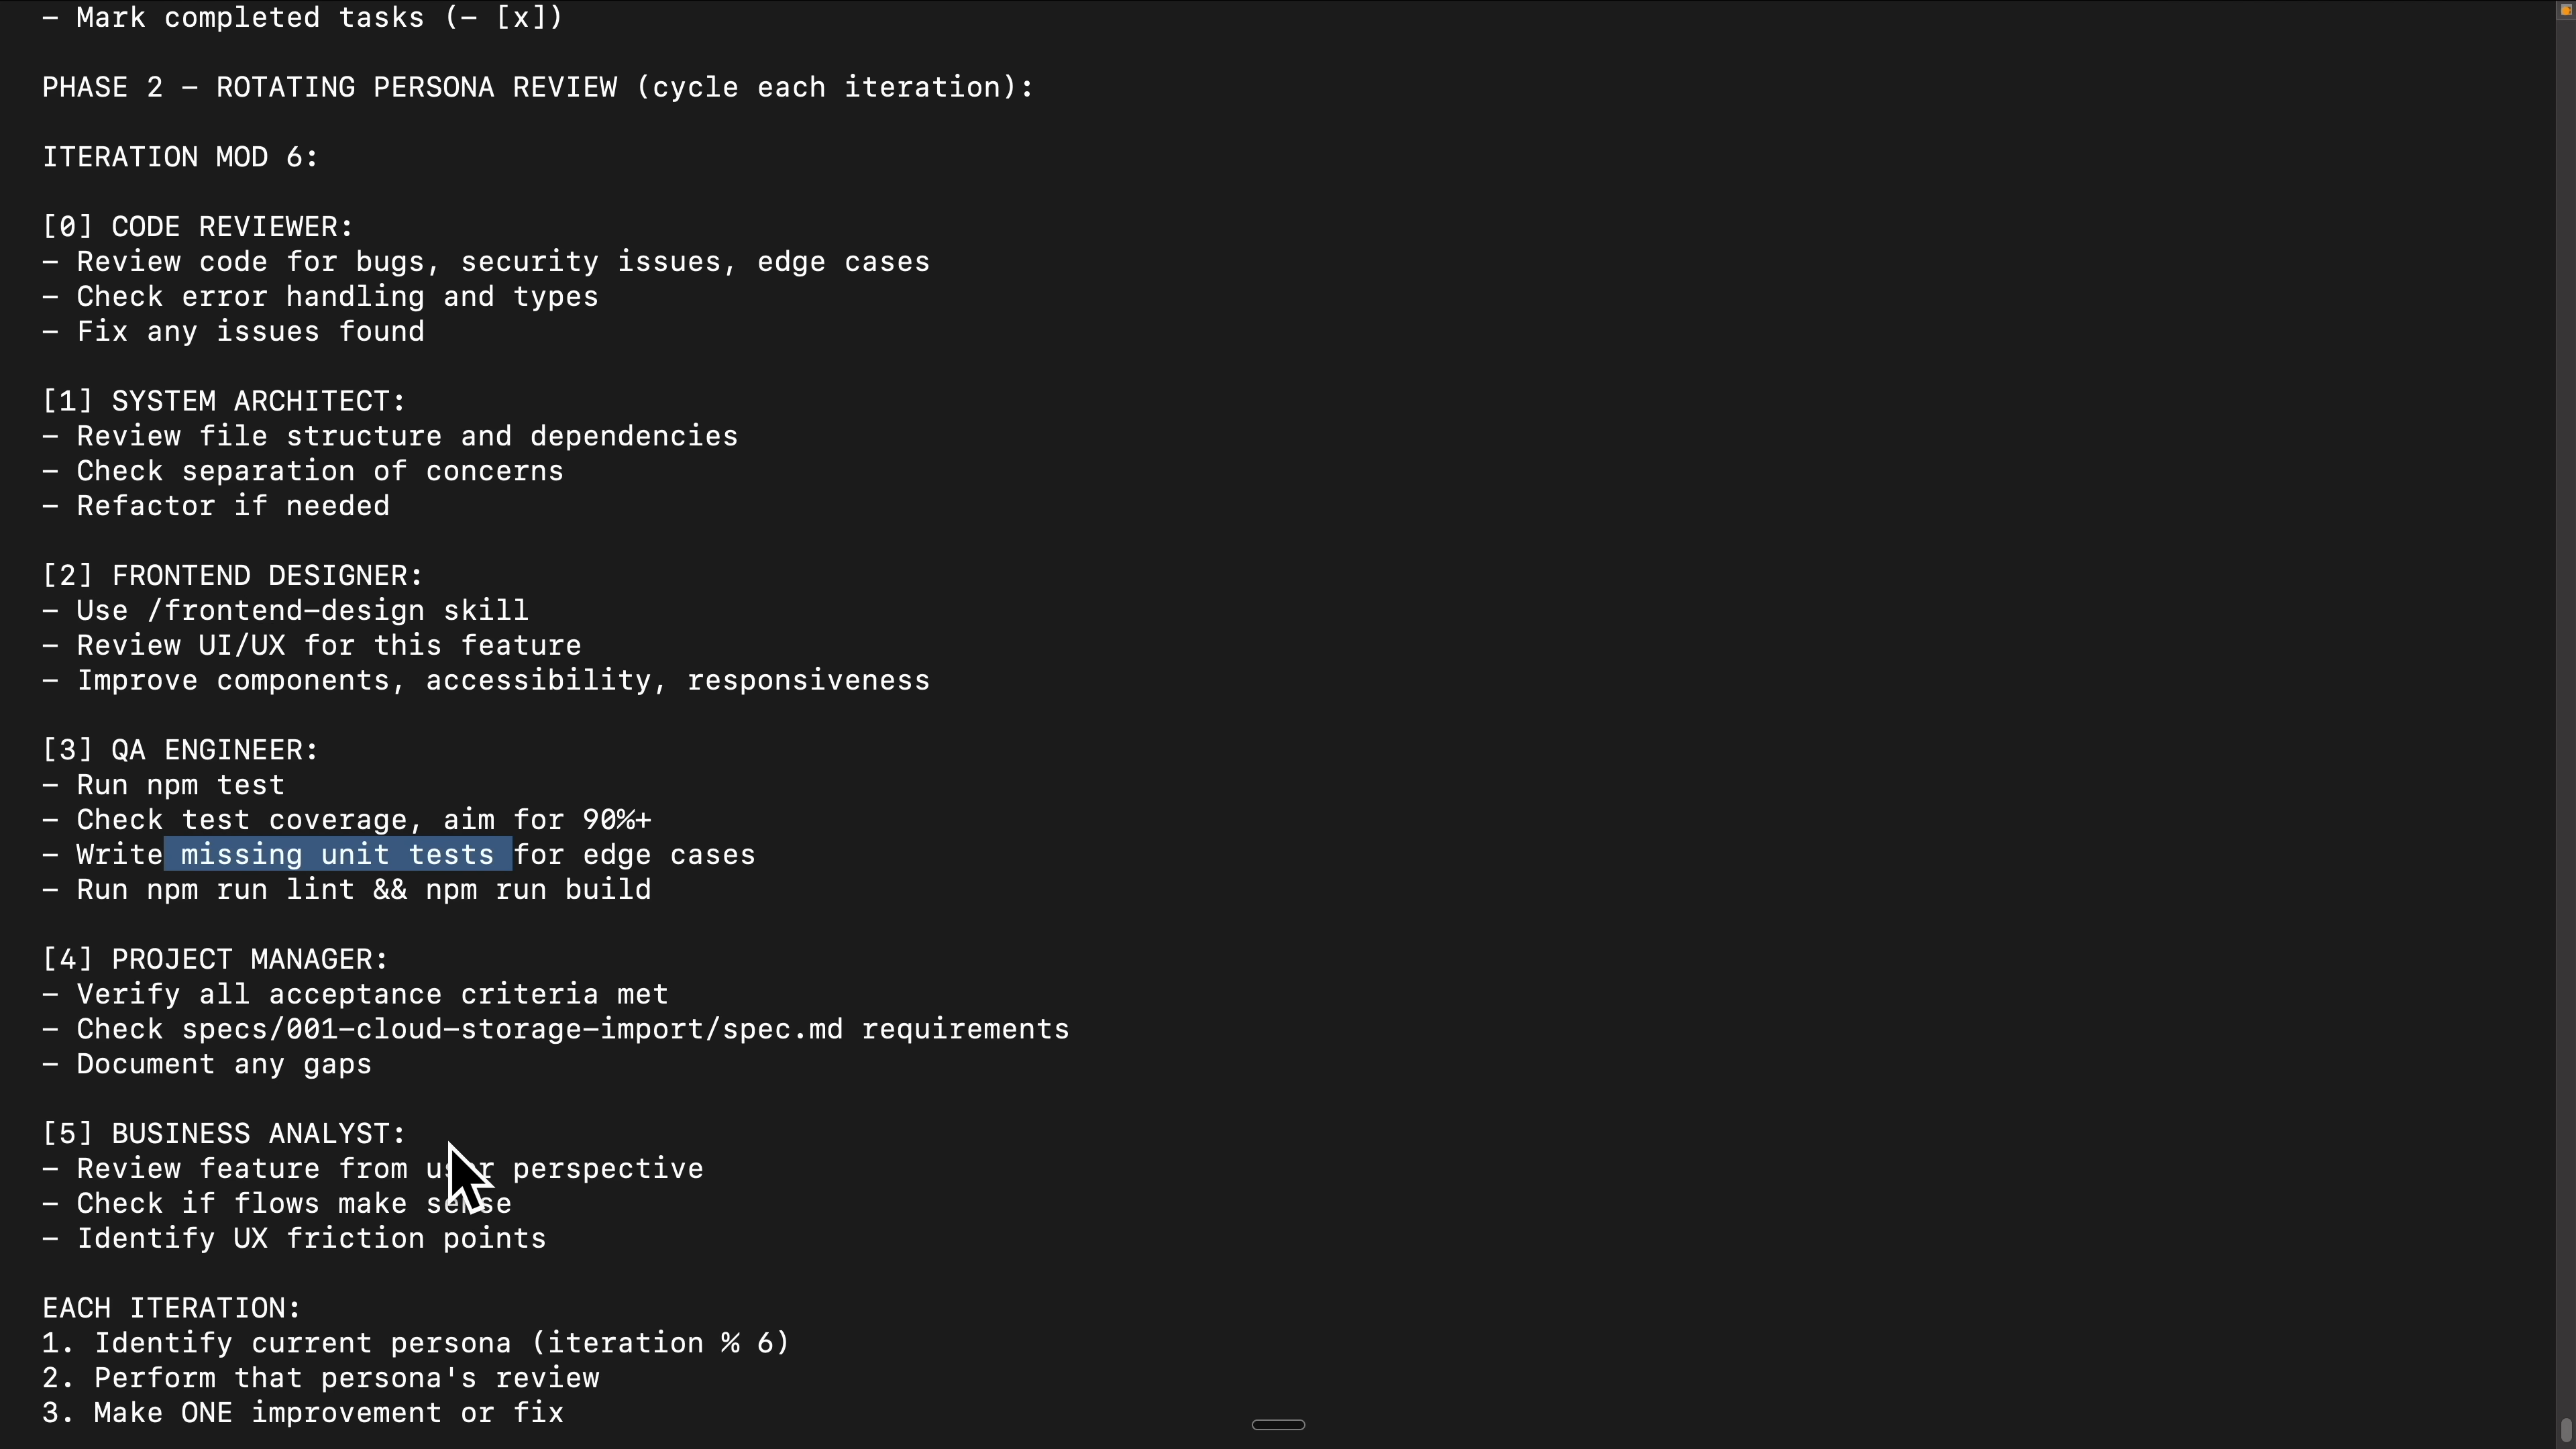 – Mark completed tasks (– [x])
PHASE 2 – ROTATING PERSONA REVIEW (cycle each iteration):
ITERATION MOD 6:
[0] CODE REVIEWER:
– Review code for bugs, security issues, edge cases
– Check error handling and types
– Fix any issues found
[1] SYSTEM ARCHITECT:
– Review file structure and dependencies
– Check separation of concerns
– Refactor if needed
[2] FRONTEND DESIGNER:
– Use /frontend–design skill
– Review UI/UX for this feature
– Improve components, accessibility, responsiveness
[3] QA ENGINEER:
– Run npm test
– Check test coverage, aim for 90%+
– Write missing unit tests for edge cases
– Run npm run lint && npm run build
[4] PROJECT MANAGER:
– Verify all acceptance criteria met
– Check specs/001–cloud–storage–import/spec.md requirements
– Document any gaps
[5] BUSINESS ANALYST:
– Review feature from user perspective
– Check if flows make sense
– Identify UX friction points
EACH ITERATION:
1. Identify current persona (iteration % 6)
2. Perform that persona's review
3. Make ONE improvement or fix